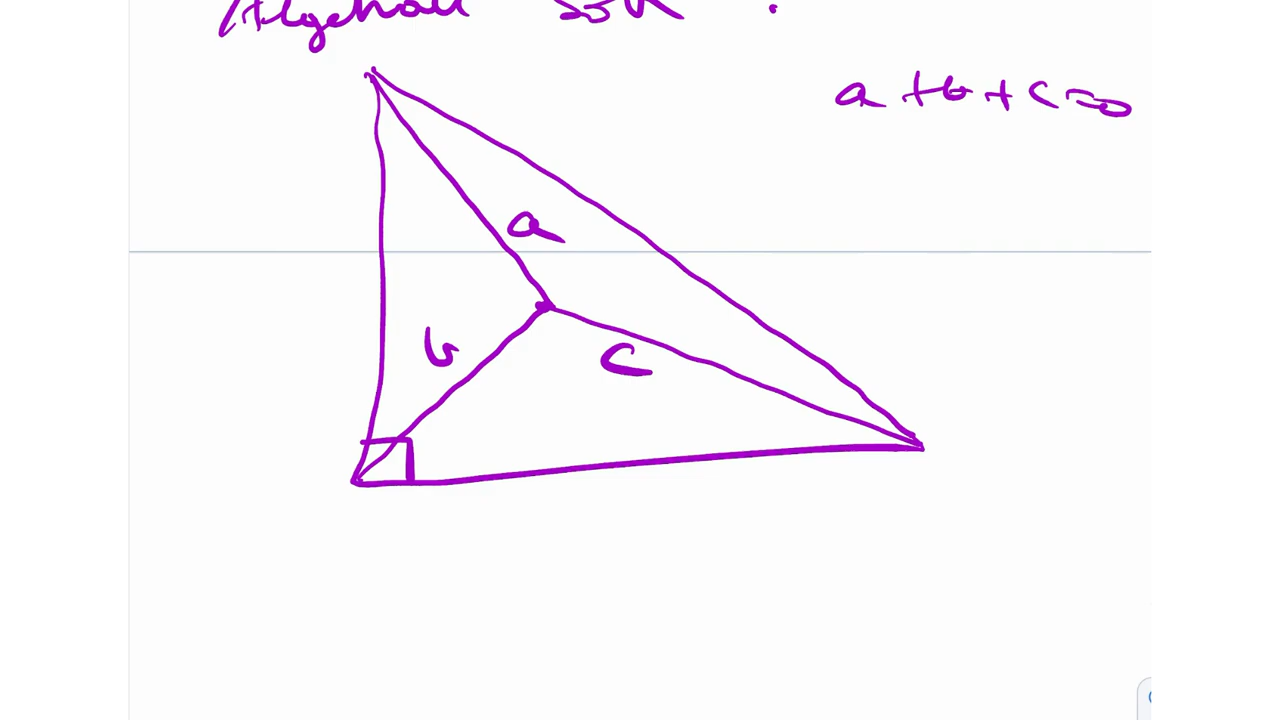 a + b + c = 0
a
b
c